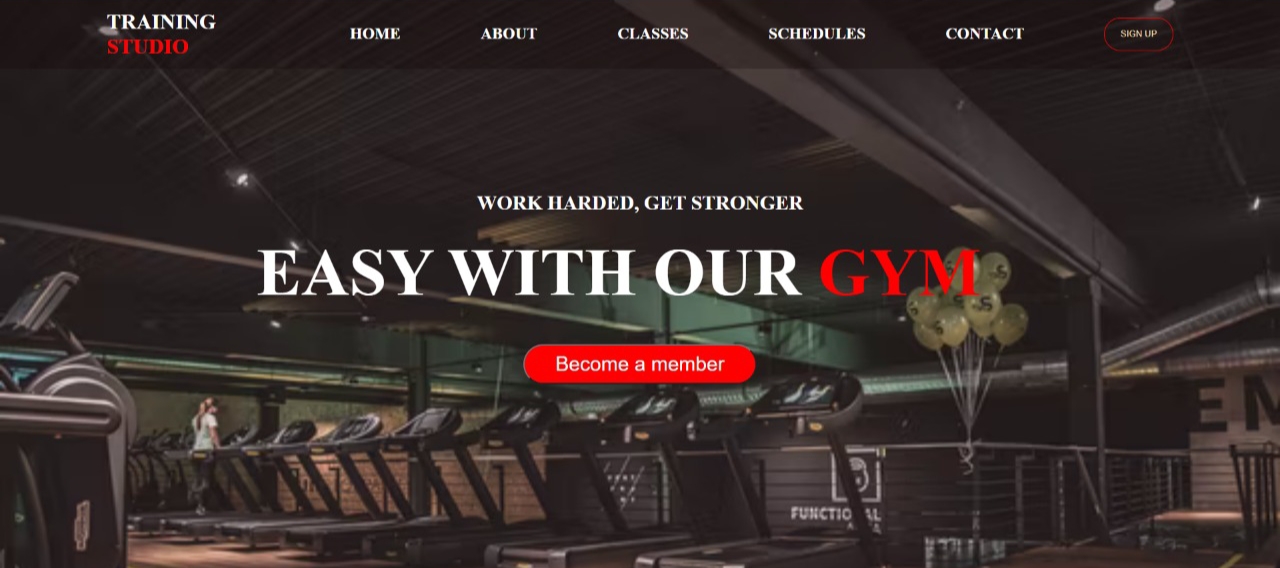 TRAINING
STUDIO
HOME
ABOUT
CLASSES
SCHEDULES
CONTACT
SIGN UP
WORK HARDED, GET STRONGER
EASY WITH OUR GYM
Become a member
FUNCTIONAL